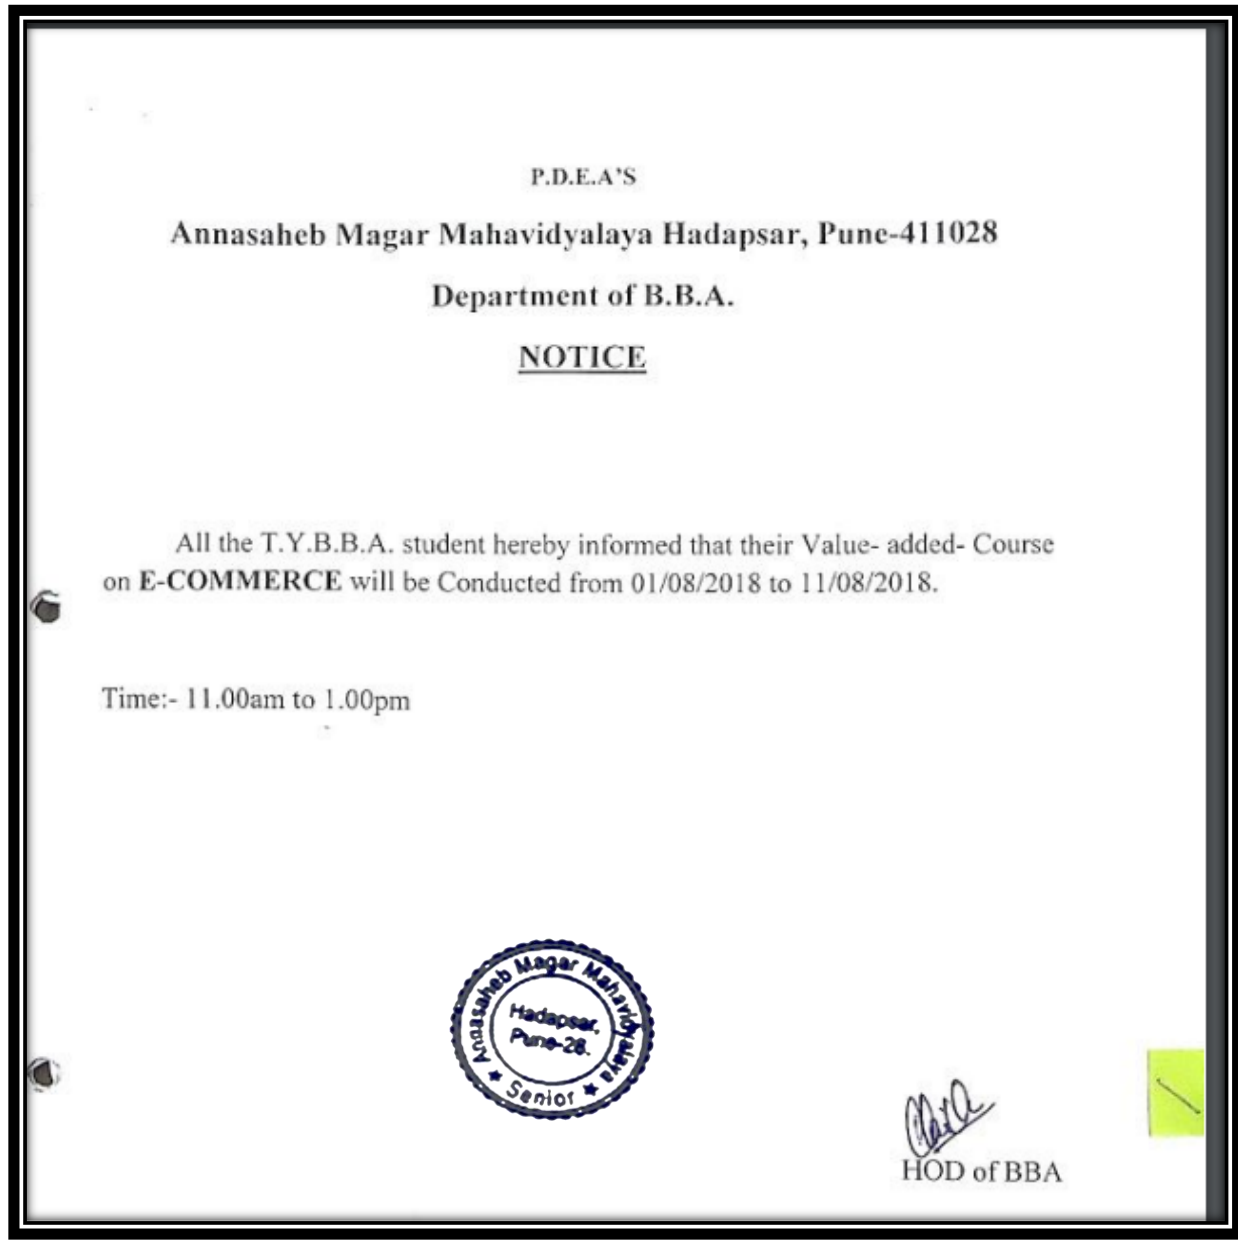 P.D.E.A'S
Annasaheb Magar Mahavidyalaya Hadapsar, Pune-411028
Department of B.B.A.
NOTICE
All the T.Y.B.B.A. student hereby informed that their Value- added- Course
on E-COMMERCE will be Conducted from 01/08/2018 to 11/08/2018.
Time:- 11.00am to 1.00pm
Annasaheb Magar Mahavidyalaya
Hadapsar,
Pune-28.
★ Senior ★
HOD of BBA